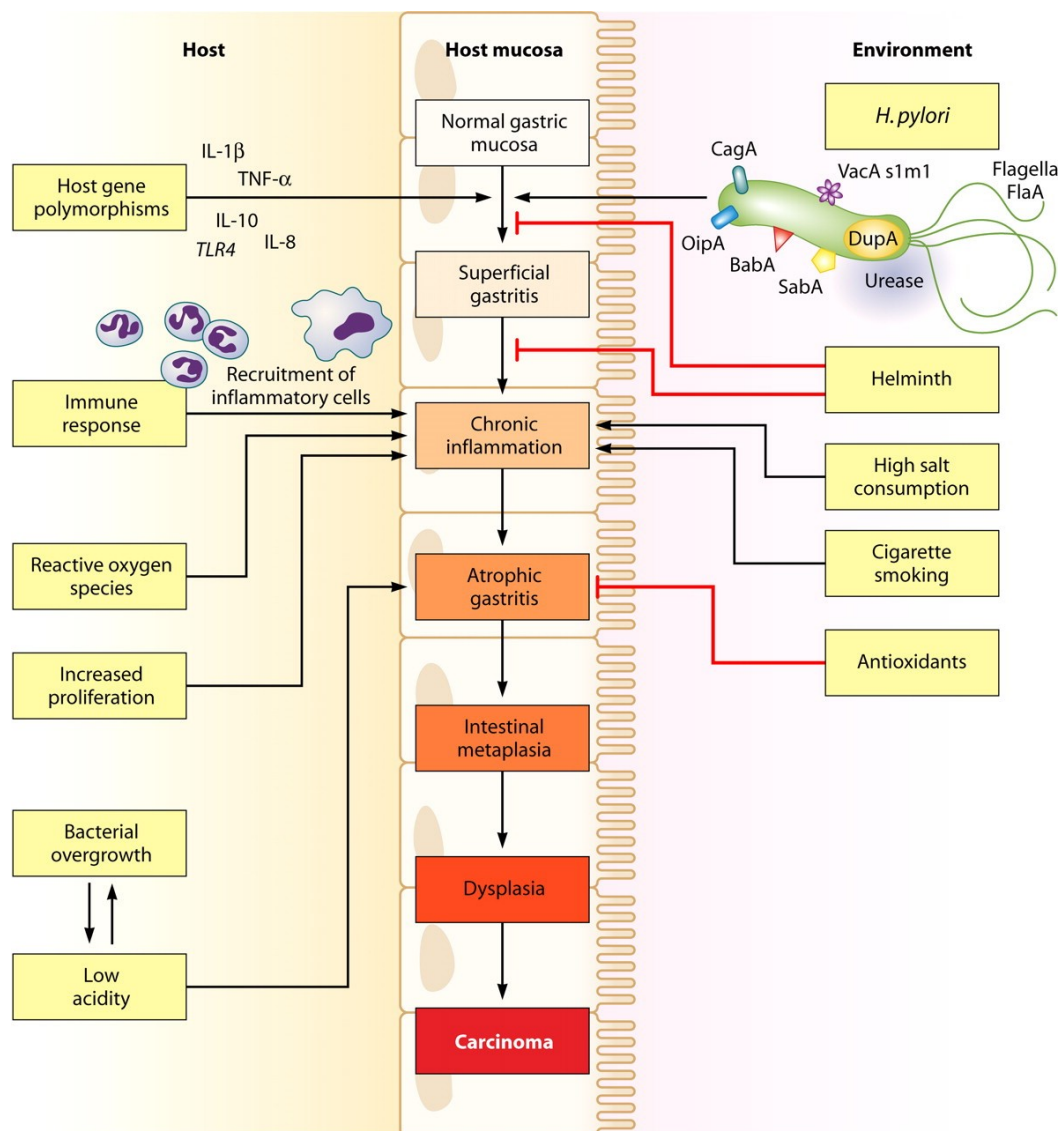 Host
Host mucosa
Environment
Normal gastric
mucosa
H. pylori
IL-1β
TNF-α
Host gene
polymorphisms
IL-10
TLR4
IL-8
CagA
VacA s1m1
Flagella
FlaA
OipA
BabA
SabA
DupA
Urease
Superficial
gastritis
Recruitment of
inflammatory cells
Immune
response
Chronic
inflammation
Helminth
High salt
consumption
Reactive oxygen
species
Atrophic
gastritis
Cigarette
smoking
Increased
proliferation
Antioxidants
Intestinal
metaplasia
Bacterial
overgrowth
Dysplasia
Low
acidity
Carcinoma